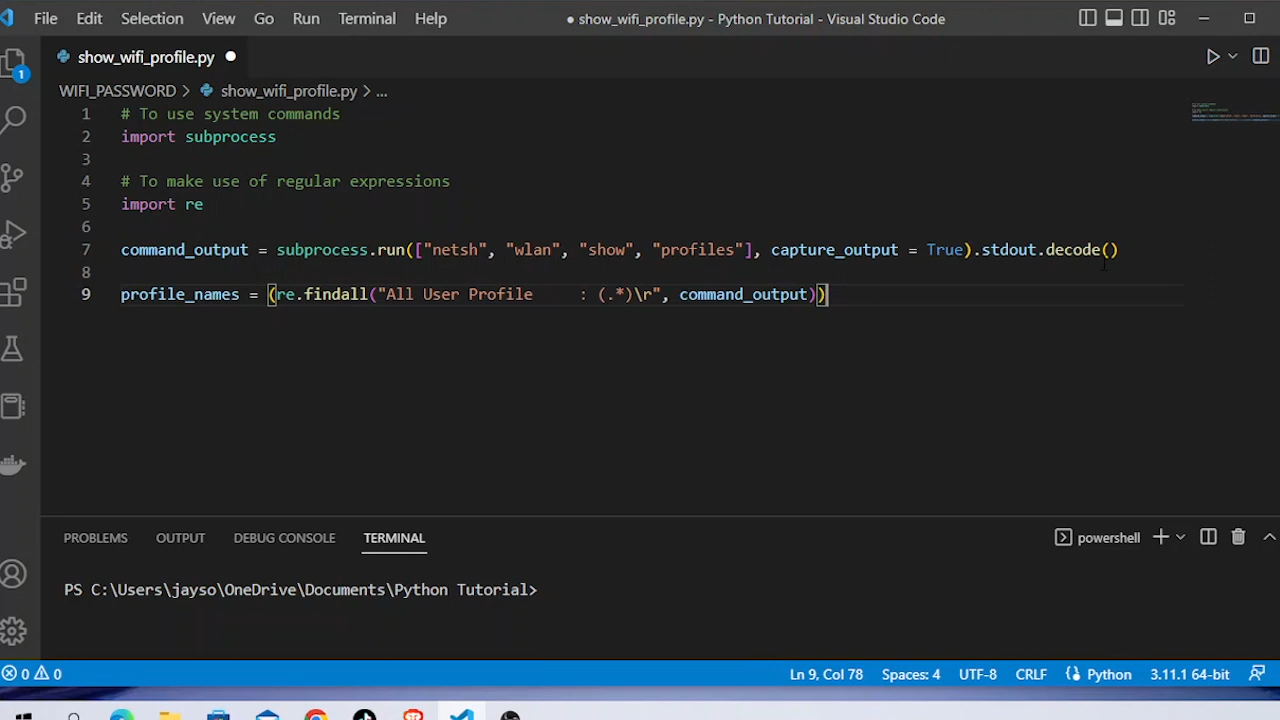 File Edit Selection View Go Run Terminal Help ● show_wifi_profile.py - Python Tutorial - Visual Studio Code
show_wifi_profile.py
WIFI_PASSWORD > show_wifi_profile.py > ...
1 # To use system commands
2 import subprocess
3
4 # To make use of regular expressions
5 import re
6
7 command_output = subprocess.run(["netsh", "wlan", "show", "profiles"], capture_output = True).stdout.decode()
8
9 profile_names = (re.findall("All User Profile     : (.*)\r", command_output))
1
PROBLEMS OUTPUT DEBUG CONSOLE TERMINAL powershell
PS C:\Users\jayso\OneDrive\Documents\Python Tutorial>
0 0 Ln 9, Col 78 Spaces: 4 UTF-8 CRLF Python 3.11.1 64-bit